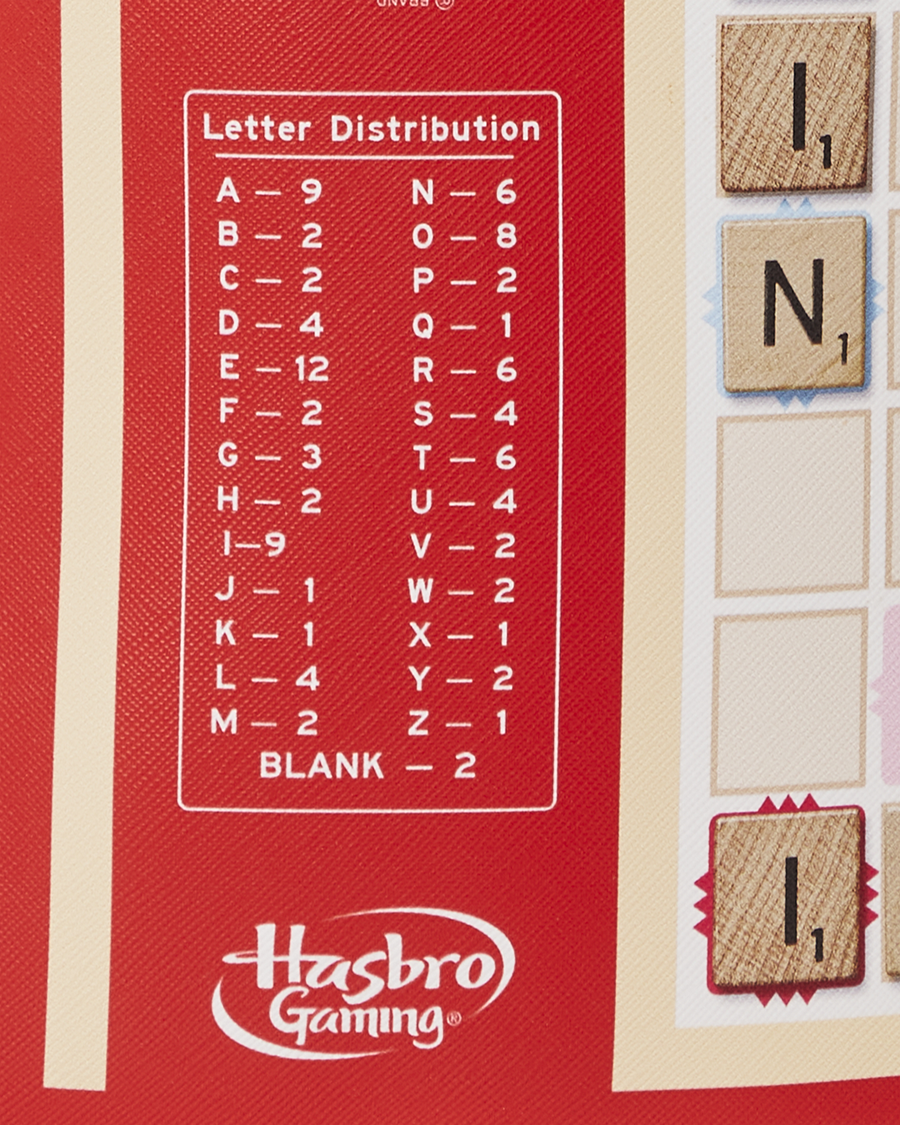 © BRAND
Letter Distribution
A — 9
B — 2
C — 2
D — 4
E — 12
F — 2
G — 3
H — 2
I—9
J — 1
K — 1
L — 4
M — 2
N — 6
O — 8
P — 2
Q — 1
R — 6
S — 4
T — 6
U — 4
V — 2
W — 2
X — 1
Y — 2
Z — 1
BLANK — 2
Hasbro
Gaming®
I1
N1
I1